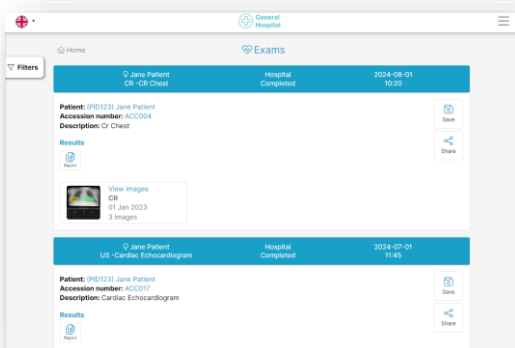 General
Hospital
Home
Exams
Filters
Jane Patient
CR -CR Chest
Hospital
Completed
2024-08-01
10:20
Patient: (PID123) Jane Patient
Accession number: ACC004
Description: Cr Chest
Save
Results
Share
Report
View Images
CR
01 Jan 2023
3 images
Jane Patient
US -Cardiac Echocardiogram
Hospital
Completed
2024-07-01
11:45
Patient: (PID123) Jane Patient
Accession number: ACC017
Description: Cardiac Echocardiogram
Save
Results
Share
Report